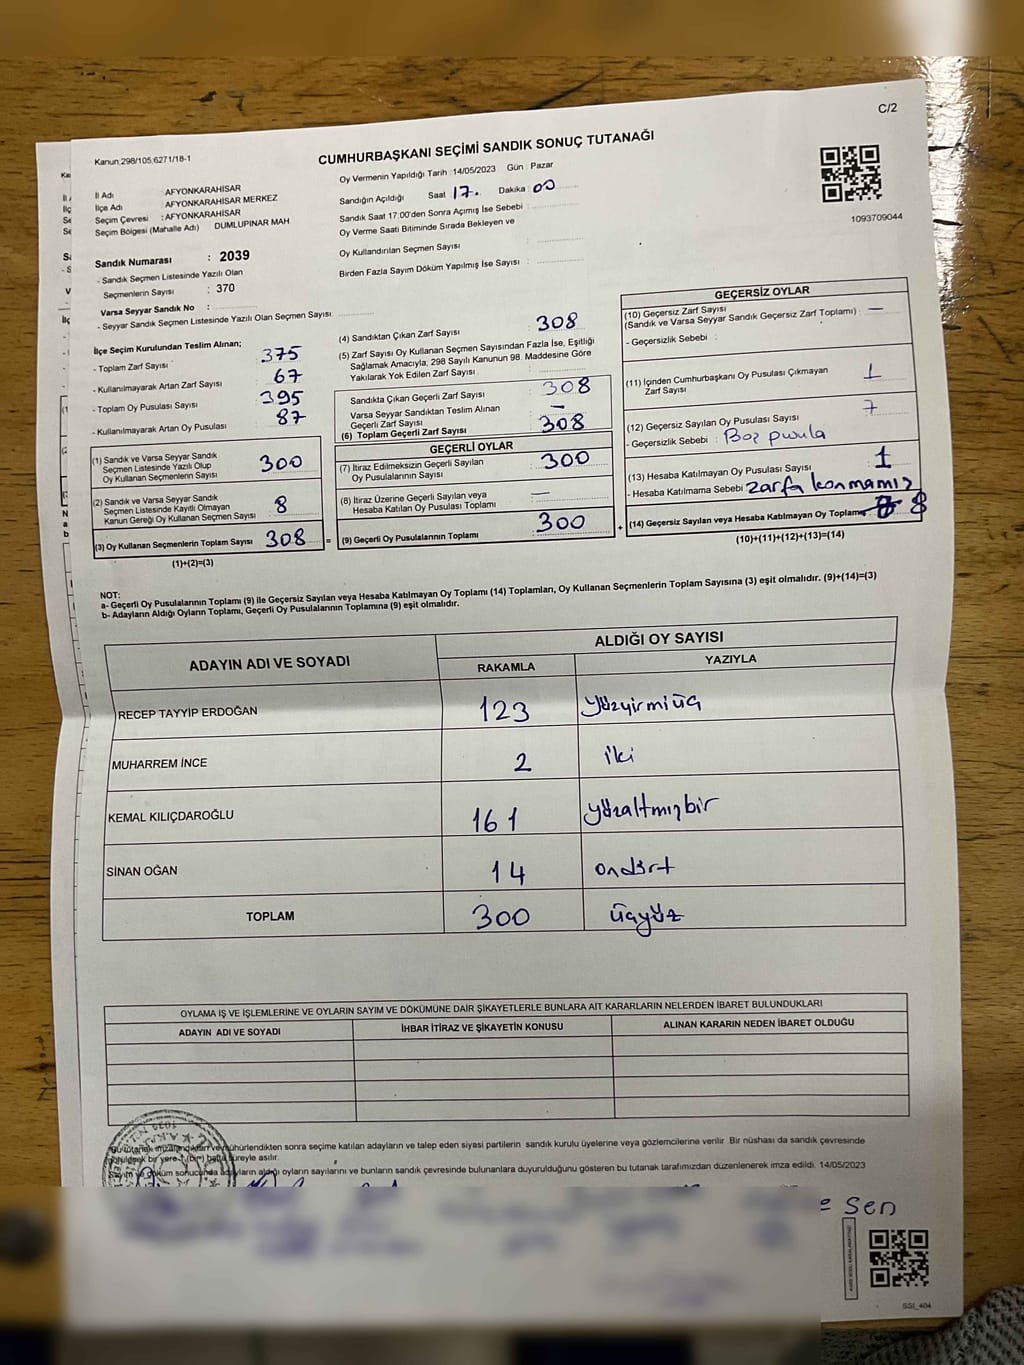 C/2
Kanun:298/105;6271/18-1
CUMHURBAŞKANI SEÇİMİ SANDIK SONUÇ TUTANAĞI
1093709044
İl Adı : AFYONKARAHİSAR
İlçe Adı : AFYONKARAHİSAR MERKEZ
Seçim Çevresi : AFYONKARAHİSAR
Seçim Bölgesi (Mahalle Adı) DUMLUPINAR MAH.
Sandık Numarası : 2039
- Sandık Seçmen Listesinde Yazılı Olan
Seçmenlerin Sayısı : 370
Varsa Seyyar Sandık No :
- Seyyar Sandık Seçmen Listesinde Yazılı Olan Seçmen Sayısı:
Oy Vermenin Yapıldığı Tarih : 14/05/2023 Gün : Pazar
Sandığın Açıldığı Saat 17. Dakika : 00
Sandık Saat 17:00'den Sonra Açımış İse Sebebi :
Oy Verme Saati Bitiminde Sırada Bekleyen ve
Oy Kullandırılan Seçmen Sayısı :
Birden Fazla Sayım Döküm Yapılmış İse Sayısı :
İlçe Seçim Kurulundan Teslim Alınan;
- Toplam Zarf Sayısı : 375
- Kullanılmayarak Artan Zarf Sayısı : 67
- Toplam Oy Pusulası Sayısı : 395
- Kullanılmayarak Artan Oy Pusulası : 87
(1) Sandık ve Varsa Seyyar Sandık
Seçmen Listesinde Yazılı Olup
Oy Kullanan Seçmenlerin Sayısı 300
(2) Sandık ve Varsa Seyyar Sandık
Seçmen Listesinde Kayıtlı Olmayan
Kanun Gereği Oy Kullanan Seçmen Sayısı 8
(3) Oy Kullanan Seçmenlerin Toplam Sayısı 308 =
(1)+(2)=(3)
(4) Sandıktan Çıkan Zarf Sayısı : 308
(5) Zarf Sayısı Oy Kullanan Seçmen Sayısından Fazla İse, Eşitliği
Sağlamak Amacıyla, 298 Sayılı Kanunun 98. Maddesine Göre
Yakılarak Yok Edilen Zarf Sayısı :
Sandıkta Çıkan Geçerli Zarf Sayısı : 308
Varsa Seyyar Sandıktan Teslim Alınan
Geçerli Zarf Sayısı : —
(6) Toplam Geçerli Zarf Sayısı 308
GEÇERLİ OYLAR
(7) İtiraz Edilmeksizin Geçerli Sayılan
Oy Pusulasının Sayısı : 300
(8) İtiraz Üzerine Geçerli Sayılan veya
Hesaba Katılan Oy Pusulası Toplamı : —
(9) Geçerli Oy Pusulalarının Toplamı 300 +
GEÇERSİZ OYLAR
(10) Geçersiz Zarf Sayısı
(Sandık ve Varsa Seyyar Sandık Geçersiz Zarf Toplamı) : —
- Geçersizlik Sebebi :
(11) İçinden Cumhurbaşkanı Oy Pusulası Çıkmayan
Zarf Sayısı : 1
(12) Geçersiz Sayılan Oy Pusulası Sayısı : 7
- Geçersizlik Sebebi : Boş pusula
(13) Hesaba Katılmayan Oy Pusulası Sayısı : 1
- Hesaba Katılmama Sebebi zarfa konmamış
(14) Geçersiz Sayılan veya Hesaba Katılmayan Oy Toplamı 8
(10)+(11)+(12)+(13)=(14)
NOT:
a- Geçerli Oy Pusulalarının Toplamı (9) ile Geçersiz Sayılan veya Hesaba Katılmayan Oy Toplamı (14) Toplamları, Oy Kullanan Seçmenlerin Toplam Sayısına (3) eşit olmalıdır. (9)+(14)=(3)
b- Adayların Aldığı Oyların Toplamı, Geçerli Oy Pusulalarının Toplamına (9) eşit olmalıdır.
ADAYIN ADI VE SOYADI ALDIĞI OY SAYISI
RAKAMLA YAZIYLA
RECEP TAYYİP ERDOĞAN 123 yüzyirmiüç
MUHARREM İNCE 2 iki
KEMAL KILIÇDAROĞLU 161 yüzaltmışbir
SİNAN OĞAN 14 ondört
TOPLAM 300 üçyüz
OYLAMA İŞ VE İŞLEMLERİNE VE OYLARIN SAYIM VE DÖKÜMÜNE DAİR ŞİKAYETLERLE BUNLARA AİT KARARLARIN NELERDEN İBARET BULUNDUKLARI
ADAYIN ADI VE SOYADI İHBAR İTİRAZ VE ŞİKAYETİN KONUSU ALINAN KARARIN NEDEN İBARET OLDUĞU
Bu tutanak imzalandıktan ve mühürlendikten sonra seçime katılan adayların ve talep eden siyasi partilerin sandık kurulu üyelerine veya gözlemcilerine verilir. Bir nüshası da sandık çevresinde
bir yere 1 (bir) hafta süreyle asılır.
Sayım ve döküm sonucunda adayların aldığı oyların sayılarını ve bunların sandık çevresinde bulunanlara duyurulduğunu gösteren bu tutanak tarafımızdan düzenlenerek imza edildi. 14/05/2023
Sen
SSI_404